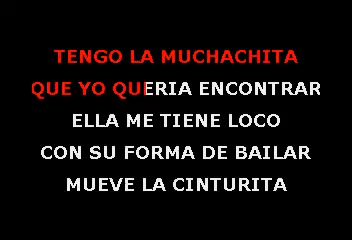 TENGO LA MUCHACHITA
QUE YO QUERIA ENCONTRAR
ELLA ME TIENE LOCO
CON SU FORMA DE BAILAR
MUEVE LA CINTURITA